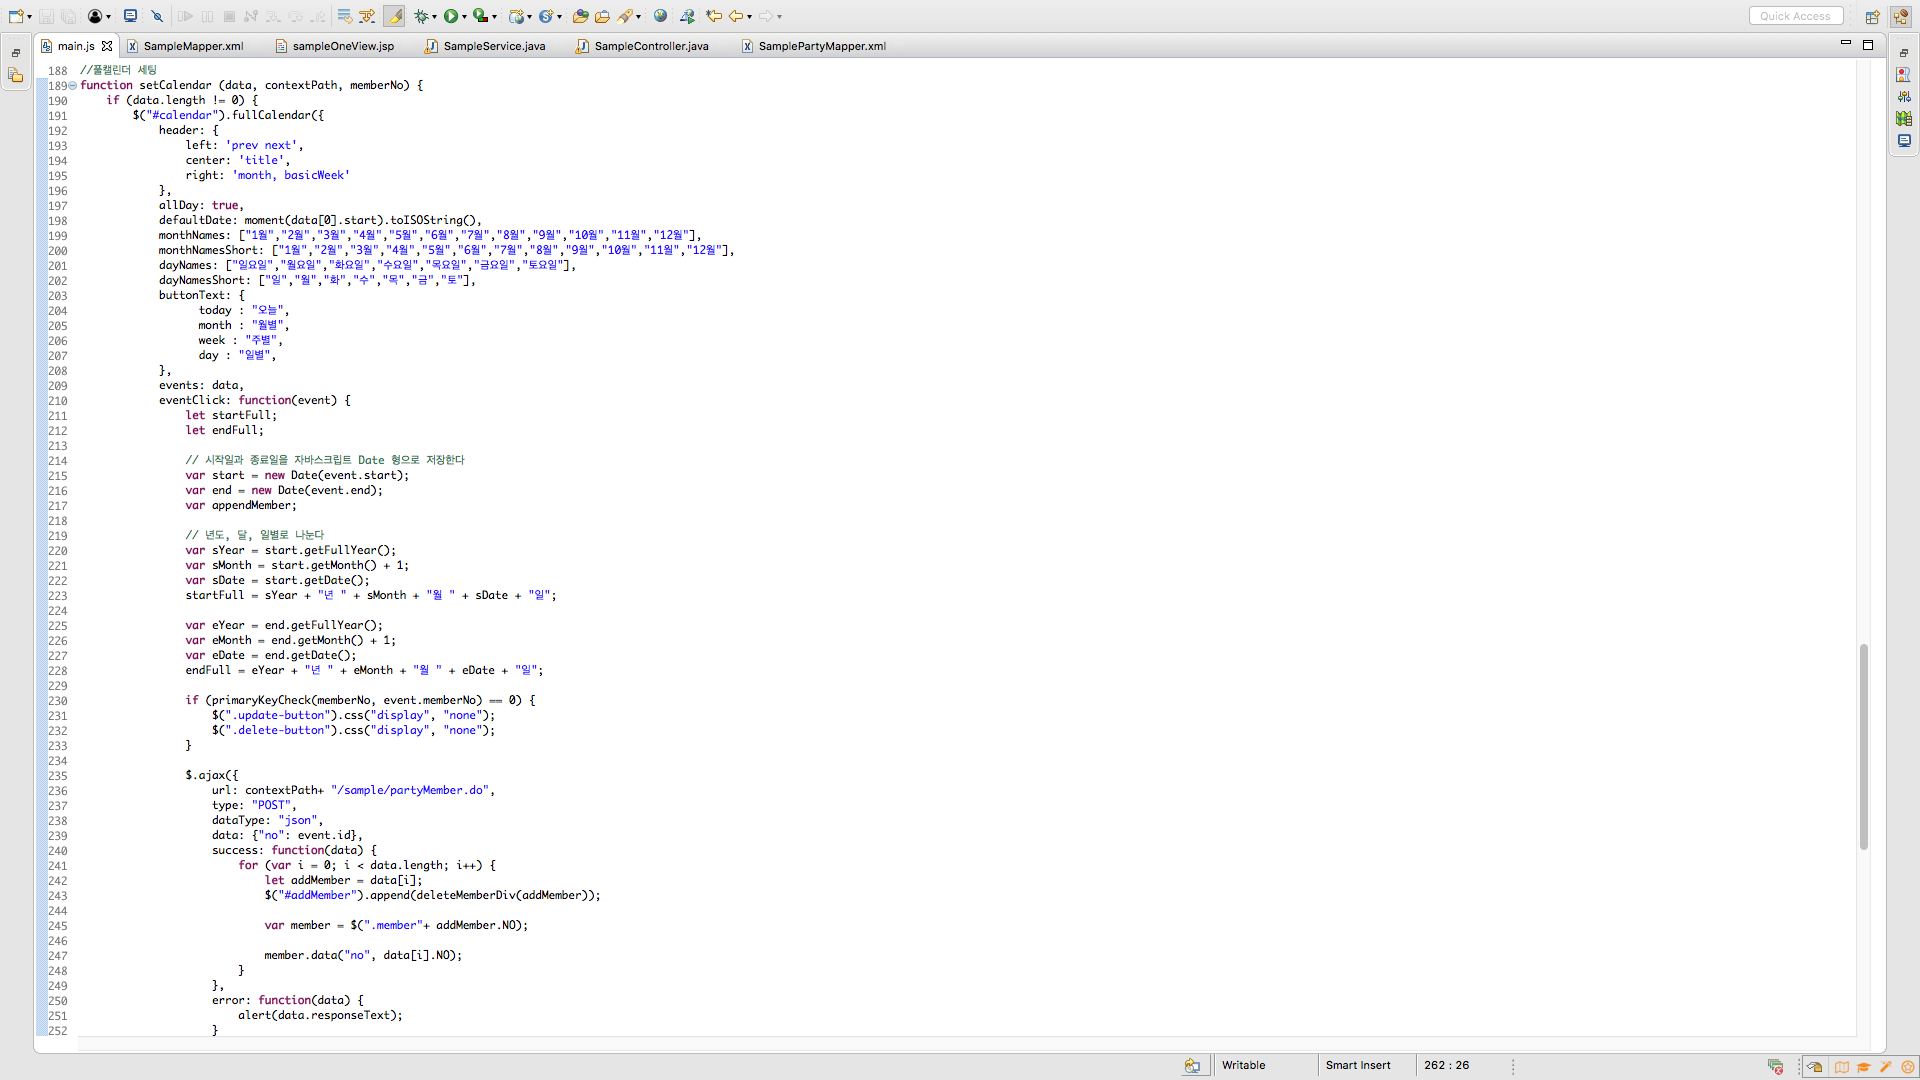 Quick Access
main.js
SampleMapper.xml
sampleOneView.jsp
SampleService.java
SampleController.java
SamplePartyMapper.xml
188 //풀캘린더 세팅
189 function setCalendar (data, contextPath, memberNo) {
190 if (data.length != 0) {
191 $("#calendar").fullCalendar({
192 header: {
193 left: 'prev next',
194 center: 'title',
195 right: 'month, basicWeek'
196 },
197 allDay: true,
198 defaultDate: moment(data[0].start).toISOString(),
199 monthNames: ["1월","2월","3월","4월","5월","6월","7월","8월","9월","10월","11월","12월"],
200 monthNamesShort: ["1월","2월","3월","4월","5월","6월","7월","8월","9월","10월","11월","12월"],
201 dayNames: ["일요일","월요일","화요일","수요일","목요일","금요일","토요일"],
202 dayNamesShort: ["일","월","화","수","목","금","토"],
203 buttonText: {
204 today : "오늘",
205 month : "월별",
206 week : "주별",
207 day : "일별",
208 },
209 events: data,
210 eventClick: function(event) {
211 let startFull;
212 let endFull;
213
214 // 시작일과 종료일을 자바스크립트 Date 형으로 저장한다
215 var start = new Date(event.start);
216 var end = new Date(event.end);
217 var appendMember;
218
219 // 년도, 달, 일별로 나눈다
220 var sYear = start.getFullYear();
221 var sMonth = start.getMonth() + 1;
222 var sDate = start.getDate();
223 startFull = sYear + "년 " + sMonth + "월 " + sDate + "일";
224
225 var eYear = end.getFullYear();
226 var eMonth = end.getMonth() + 1;
227 var eDate = end.getDate();
228 endFull = eYear + "년 " + eMonth + "월 " + eDate + "일";
229
230 if (primaryKeyCheck(memberNo, event.memberNo) == 0) {
231 $(".update-button").css("display", "none");
232 $(".delete-button").css("display", "none");
233 }
234
235 $.ajax({
236 url: contextPath+ "/sample/partyMember.do",
237 type: "POST",
238 dataType: "json",
239 data: {"no": event.id},
240 success: function(data) {
241 for (var i = 0; i < data.length; i++) {
242 let addMember = data[i];
243 $("#addMember").append(deleteMemberDiv(addMember));
244
245 var member = $(".member"+ addMember.NO);
246
247 member.data("no", data[i].NO);
248 }
249 },
250 error: function(data) {
251 alert(data.responseText);
252 }
Writable
Smart Insert
262 : 26